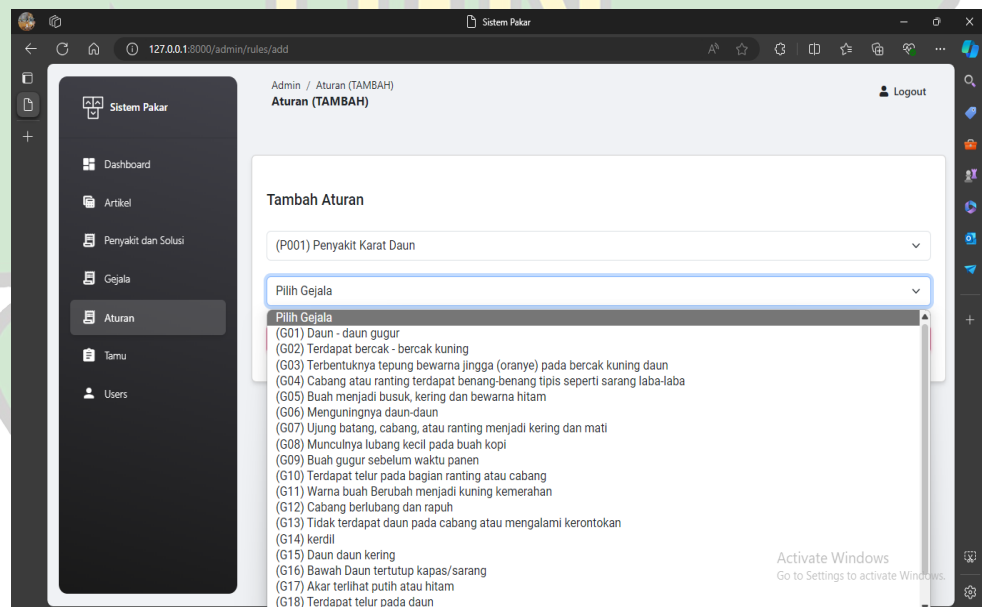 Sistem Pakar
127.0.0.1:8000/admin/rules/add
Sistem Pakar
Dashboard
Artikel
Penyakit dan Solusi
Gejala
Aturan
Tamu
Users
Admin / Aturan (TAMBAH)
Aturan (TAMBAH)
Logout
Tambah Aturan
(P001) Penyakit Karat Daun
Pilih Gejala
Pilih Gejala
(G01) Daun - daun gugur
(G02) Terdapat bercak - bercak kuning
(G03) Terbentuknya tepung bewarna jingga (oranye) pada bercak kuning daun
(G04) Cabang atau ranting terdapat benang-benang tipis seperti sarang laba-laba
(G05) Buah menjadi busuk, kering dan bewarna hitam
(G06) Menguningnya daun-daun
(G07) Ujung batang, cabang, atau ranting menjadi kering dan mati
(G08) Munculnya lubang kecil pada buah kopi
(G09) Buah gugur sebelum waktu panen
(G10) Terdapat telur pada bagian ranting atau cabang
(G11) Warna buah Berubah menjadi kuning kemerahan
(G12) Cabang berlubang dan rapuh
(G13) Tidak terdapat daun pada cabang atau mengalami kerontokan
(G14) kerdil
(G15) Daun daun kering
(G16) Bawah Daun tertutup kapas/sarang
(G17) Akar terlihat putih atau hitam
(G18) Terdapat telur pada daun
Activate Windows
Go to Settings to activate Windows.